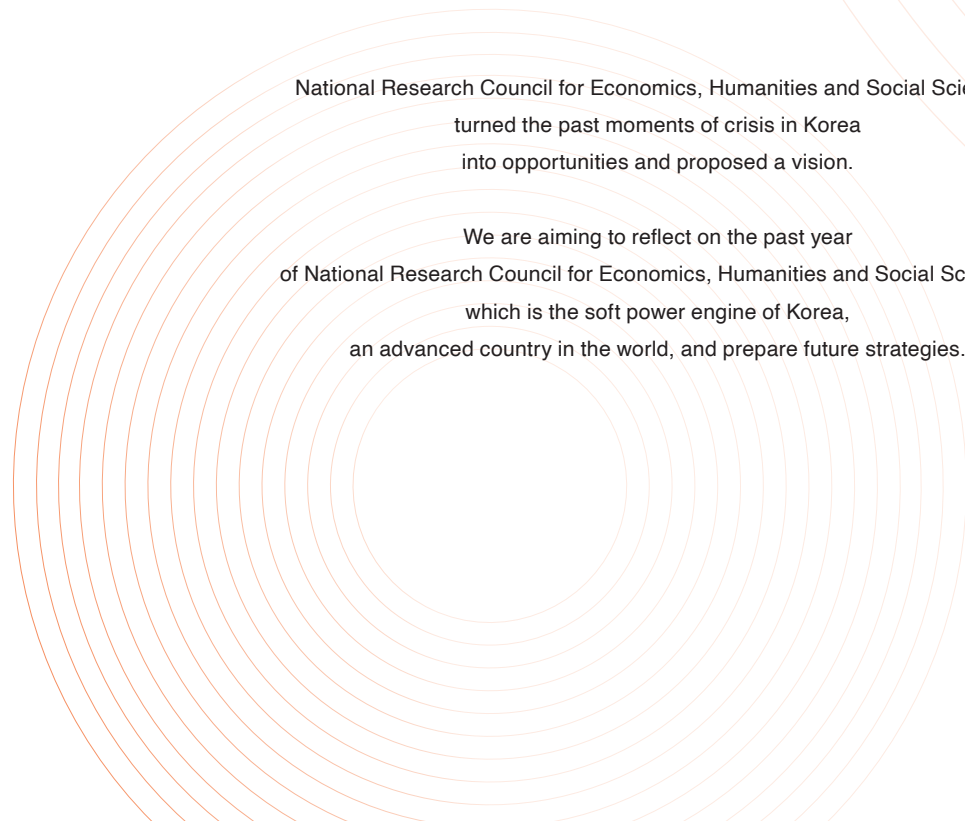 National Research Council for Economics, Humanities and Social
turned the past moments of crisis in Korea
into opportunities and proposed a vision.
We are aiming to reflect on the past year
of National Research Council for Economics, Humanities and Social
which is the soft power engine of Korea,
an advanced country in the world, and prepare future strategies.